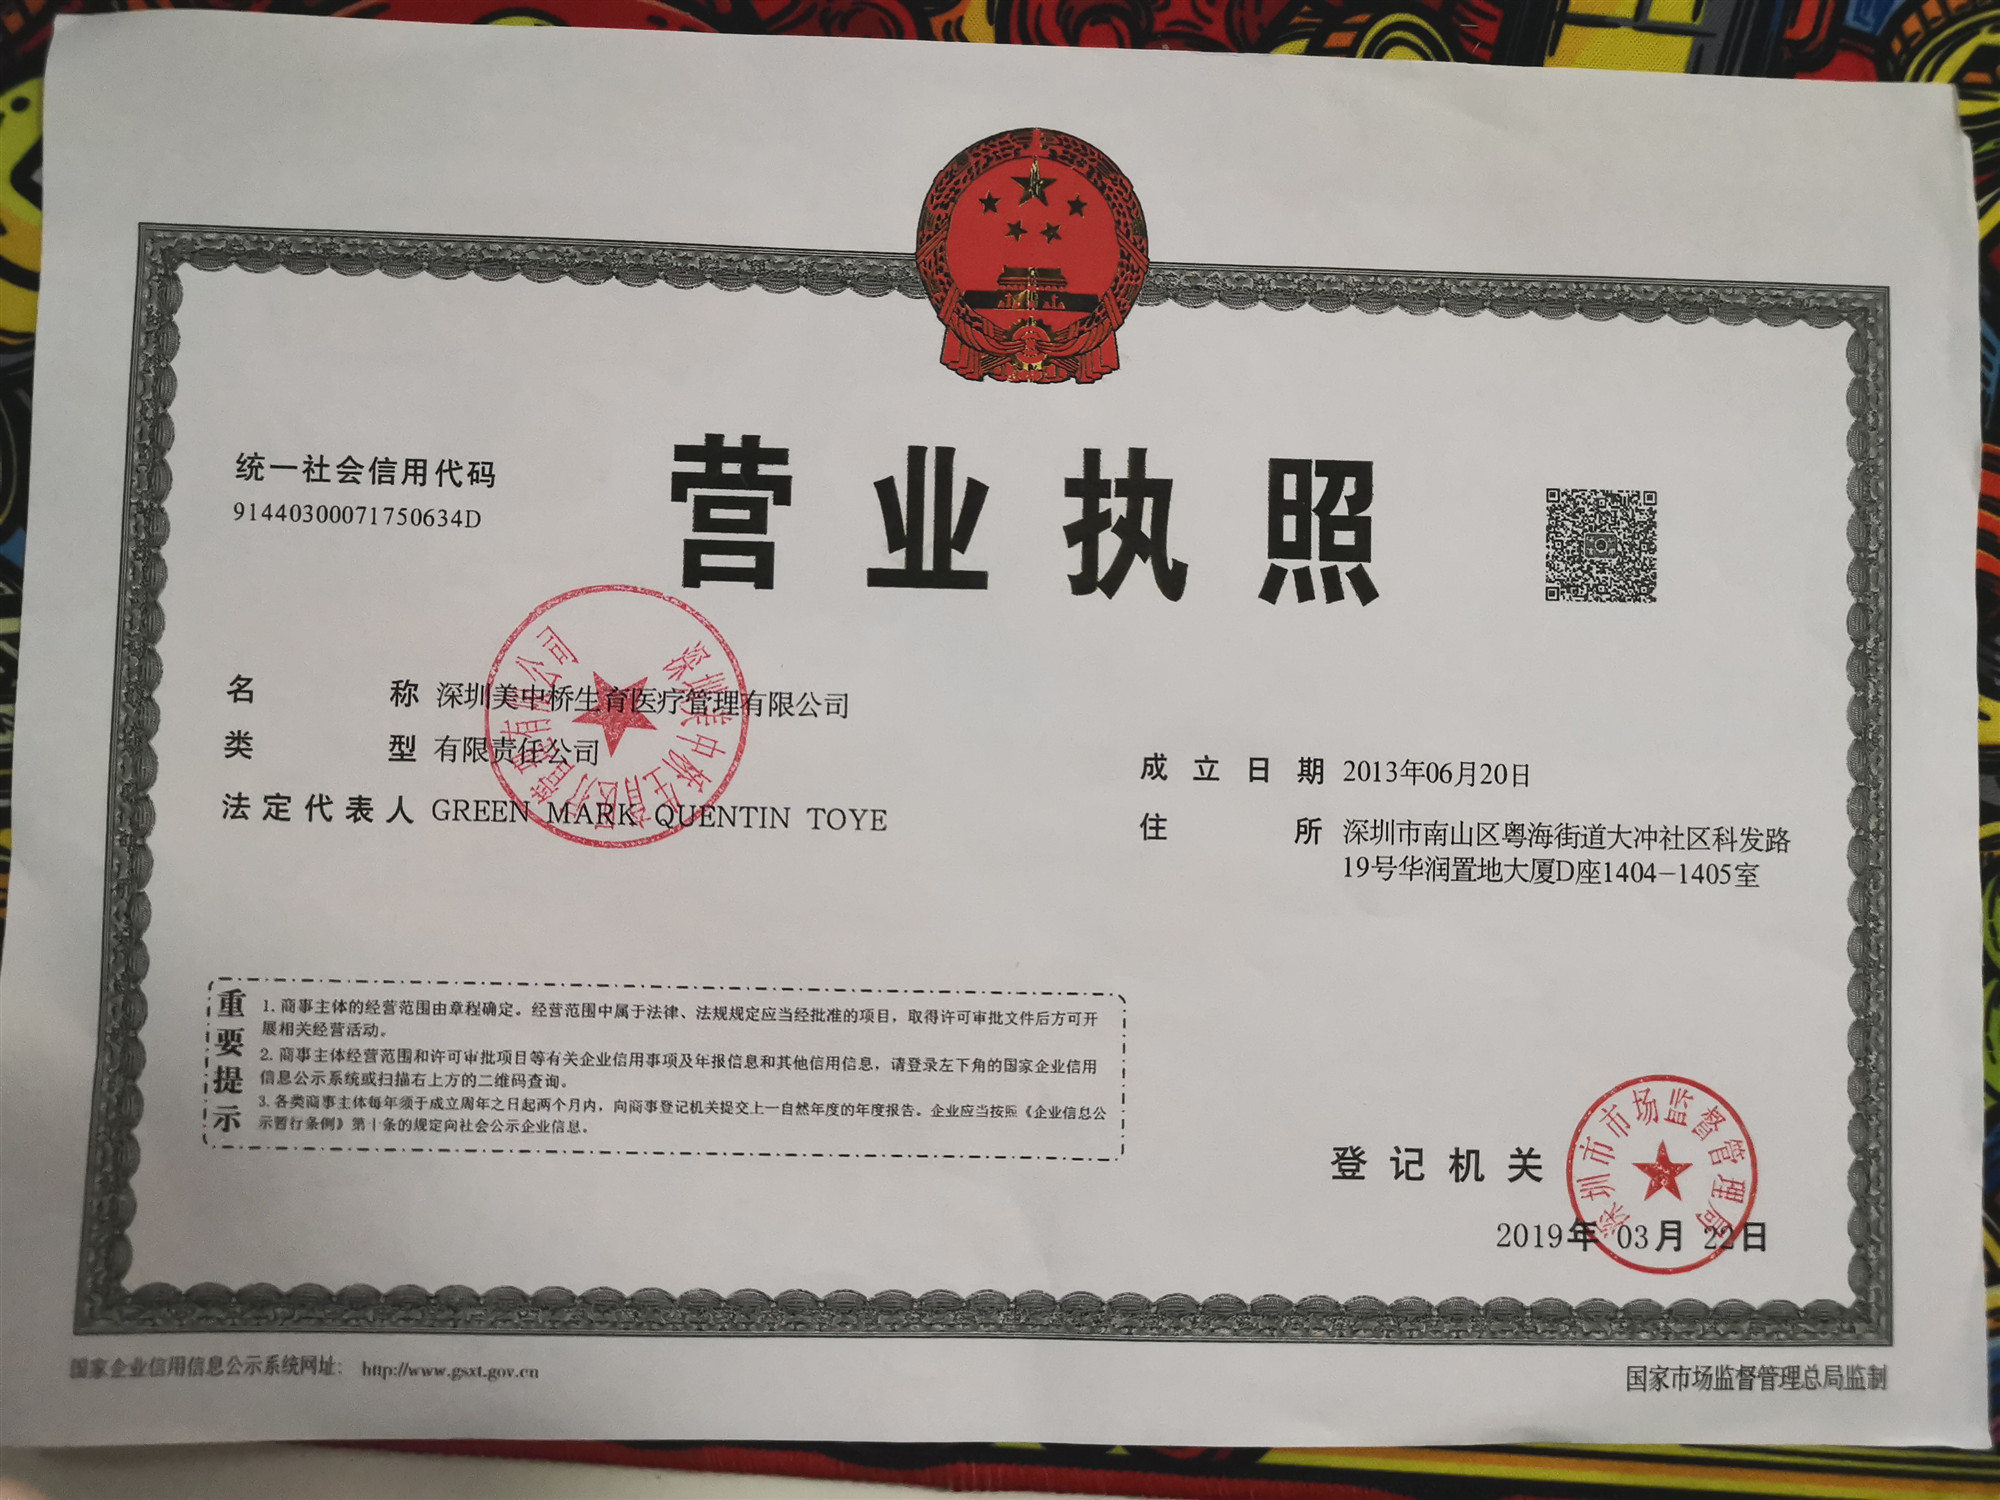 统一社会信用代码
91440300071750634D
营业执照
名称 深圳美中桥生育医疗管理有限公司
类型 有限责任公司
法定代表人 GREEN MARK QUENTIN TOYE
成立日期 2013年06月20日
住所 深圳市南山区粤海街道大冲社区科发路
19号华润置地大厦D座1404-1405室
深圳美中桥生育医疗管理有限公司
重要提示
1. 商事主体的经营范围由章程确定。经营范围中属于法律、法规规定应当经批准的项目，取得许可审批文件后方可开
展相关经营活动。
2. 商事主体经营范围和许可审批项目等有关企业信用事项及年报信息和其他信用信息，请登录左下角的国家企业信用
信息公示系统或扫描右上方的二维码查询。
3. 各类商事主体每年须于成立周年之日起两个月内，向商事登记机关提交上一自然年度的年度报告。企业应当按照《企业信息公
示暂行条例》第十条的规定向社会公示企业信息。
登记机关
深圳市市场监督管理局
2019年03月22日
国家企业信用信息公示系统网址： http://www.gsxt.gov.cn
国家市场监督管理总局监制